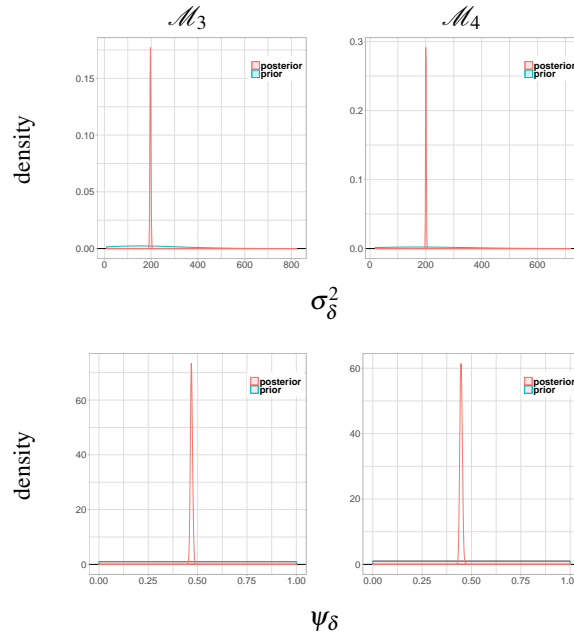 ℳ3 ℳ4
density
0.15
0.10
0.05
0.00
0 200 400 600 800
posterior
prior
0.3
0.2
0.1
0.0
0 200 400 600
posterior
prior
σ²δ
density
60
40
20
0
0.00 0.25 0.50 0.75 1.00
posterior
prior
60
40
20
0
0.00 0.25 0.50 0.75 1.0
posterior
prior
ψδ